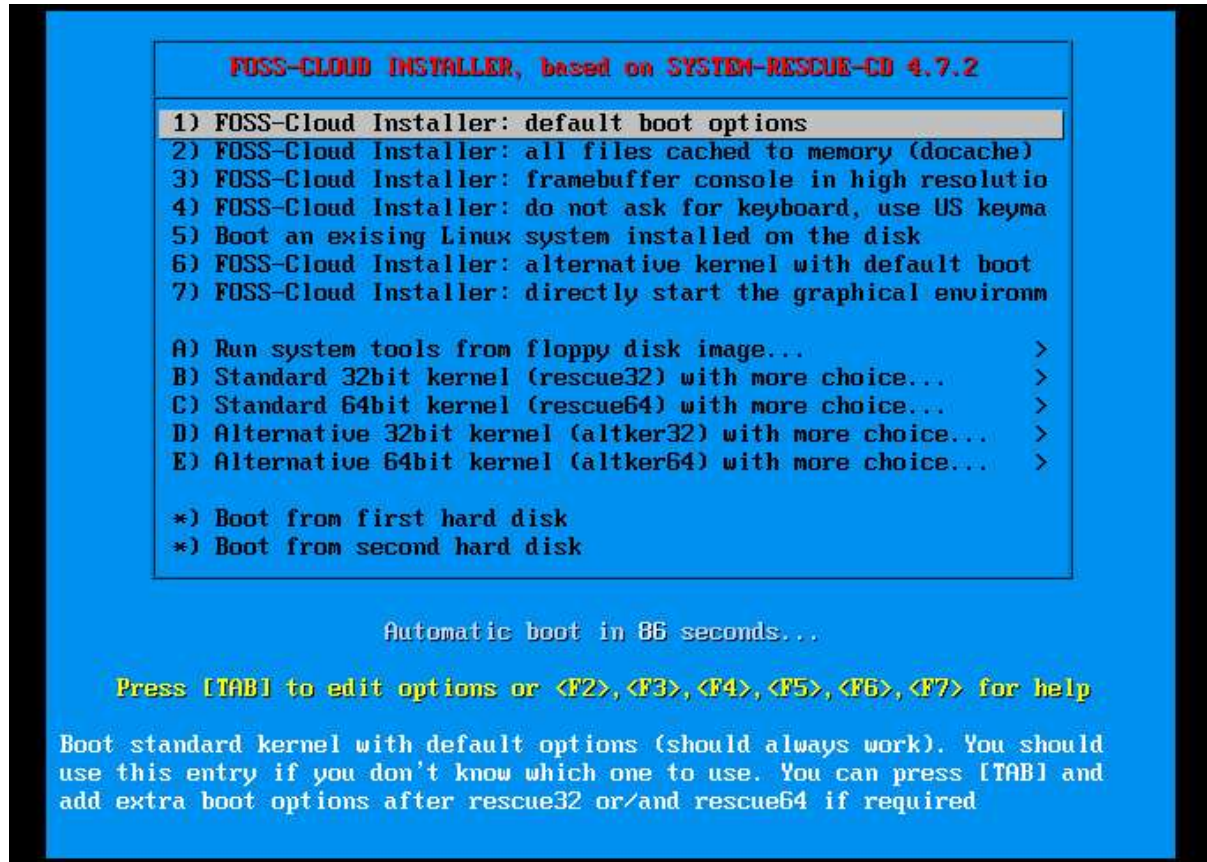 FOSS-CLOUD INSTALLER, based on SYSTEM-RESCUE-CD 4.7.2
1) FOSS-Cloud Installer: default boot options
2) FOSS-Cloud Installer: all files cached to memory (docache)
3) FOSS-Cloud Installer: framebuffer console in high resolutio
4) FOSS-Cloud Installer: do not ask for keyboard, use US keyma
5) Boot an exising Linux system installed on the disk
6) FOSS-Cloud Installer: alternative kernel with default boot
7) FOSS-Cloud Installer: directly start the graphical environm
A) Run system tools from floppy disk image... >
B) Standard 32bit kernel (rescue32) with more choice... >
C) Standard 64bit kernel (rescue64) with more choice... >
D) Alternative 32bit kernel (altker32) with more choice... >
E) Alternative 64bit kernel (altker64) with more choice... >
*) Boot from first hard disk
*) Boot from second hard disk
Automatic boot in 86 seconds...
Press [TAB] to edit options or <F2>,<F3>,<F4>,<F5>,<F6>,<F7> for help
Boot standard kernel with default options (should always work). You should
use this entry if you don't know which one to use. You can press [TAB] and
add extra boot options after rescue32 or/and rescue64 if required